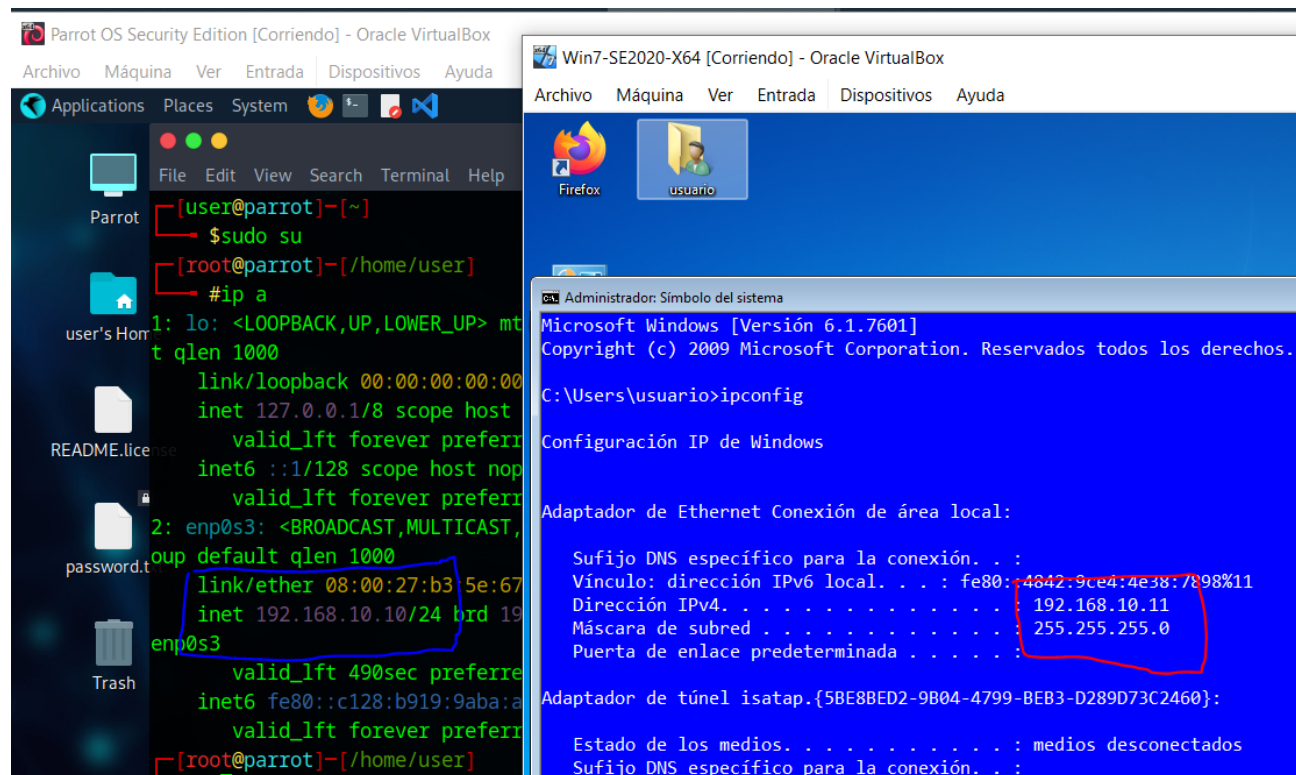 Parrot OS Security Edition [Corriendo] - Oracle VirtualBox
Archivo Máquina Ver Entrada Dispositivos Ayuda
Applications Places System
File Edit View Search Terminal Help
Parrot
user's Hom
README.license
password.t
Trash
[user@parrot]-[~]
$sudo su
[root@parrot]-[/home/user]
#ip a
1: lo: <LOOPBACK,UP,LOWER_UP> mt
t qlen 1000
link/loopback 00:00:00:00:00
inet 127.0.0.1/8 scope host
valid_lft forever preferr
inet6 ::1/128 scope host nop
valid_lft forever preferr
2: enp0s3: <BROADCAST,MULTICAST,
oup default qlen 1000
link/ether 08:00:27:b3:5e:67
inet 192.168.10.10/24 brd 19
enp0s3
valid_lft 490sec preferre
inet6 fe80::c128:b919:9aba:a
valid_lft forever preferr
[root@parrot]-[/home/user]
Win7-SE2020-X64 [Corriendo] - Oracle VirtualBox
Archivo Máquina Ver Entrada Dispositivos Ayuda
Firefox
usuario
Administrador: Símbolo del sistema
Microsoft Windows [Versión 6.1.7601]
Copyright (c) 2009 Microsoft Corporation. Reservados todos los derechos.
C:\Users\usuario>ipconfig
Configuración IP de Windows
Adaptador de Ethernet Conexión de área local:
Sufijo DNS específico para la conexión. . :
Vínculo: dirección IPv6 local. . . : fe80::4842:9ce4:4e38:7898%11
Dirección IPv4. . . . . . . . . . . . . . : 192.168.10.11
Máscara de subred . . . . . . . . . . . . : 255.255.255.0
Puerta de enlace predeterminada . . . . . :
Adaptador de túnel isatap.{5BE8BED2-9B04-4799-BEB3-D289D73C2460}:
Estado de los medios. . . . . . . . . . . : medios desconectados
Sufijo DNS específico para la conexión. . :